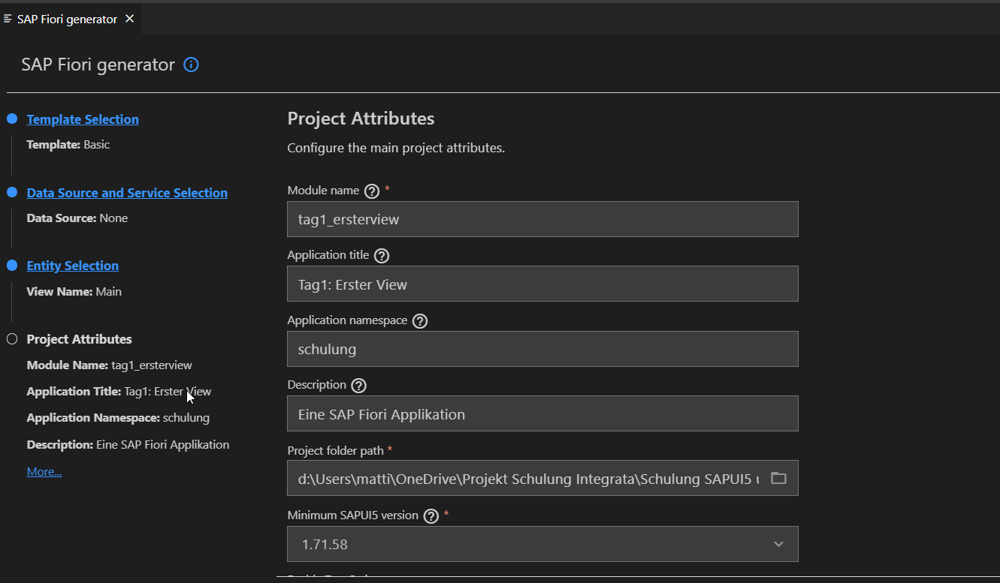 SAP Fiori generator
SAP Fiori generator
Template Selection
Template: Basic
Data Source and Service Selection
Data Source: None
Entity Selection
View Name: Main
Project Attributes
Module Name: tag1_ersterview
Application Title: Tag1: Erster View
Application Namespace: schulung
Description: Eine SAP Fiori Applikation
More...
Project Attributes
Configure the main project attributes.
Module name *
tag1_ersterview
Application title
Tag1: Erster View
Application namespace
schulung
Description
Eine SAP Fiori Applikation
Project folder path *
d:\Users\matti\OneDrive\Projekt Schulung Integrata\Schulung SAPUI5
Minimum SAPUI5 version *
1.71.58